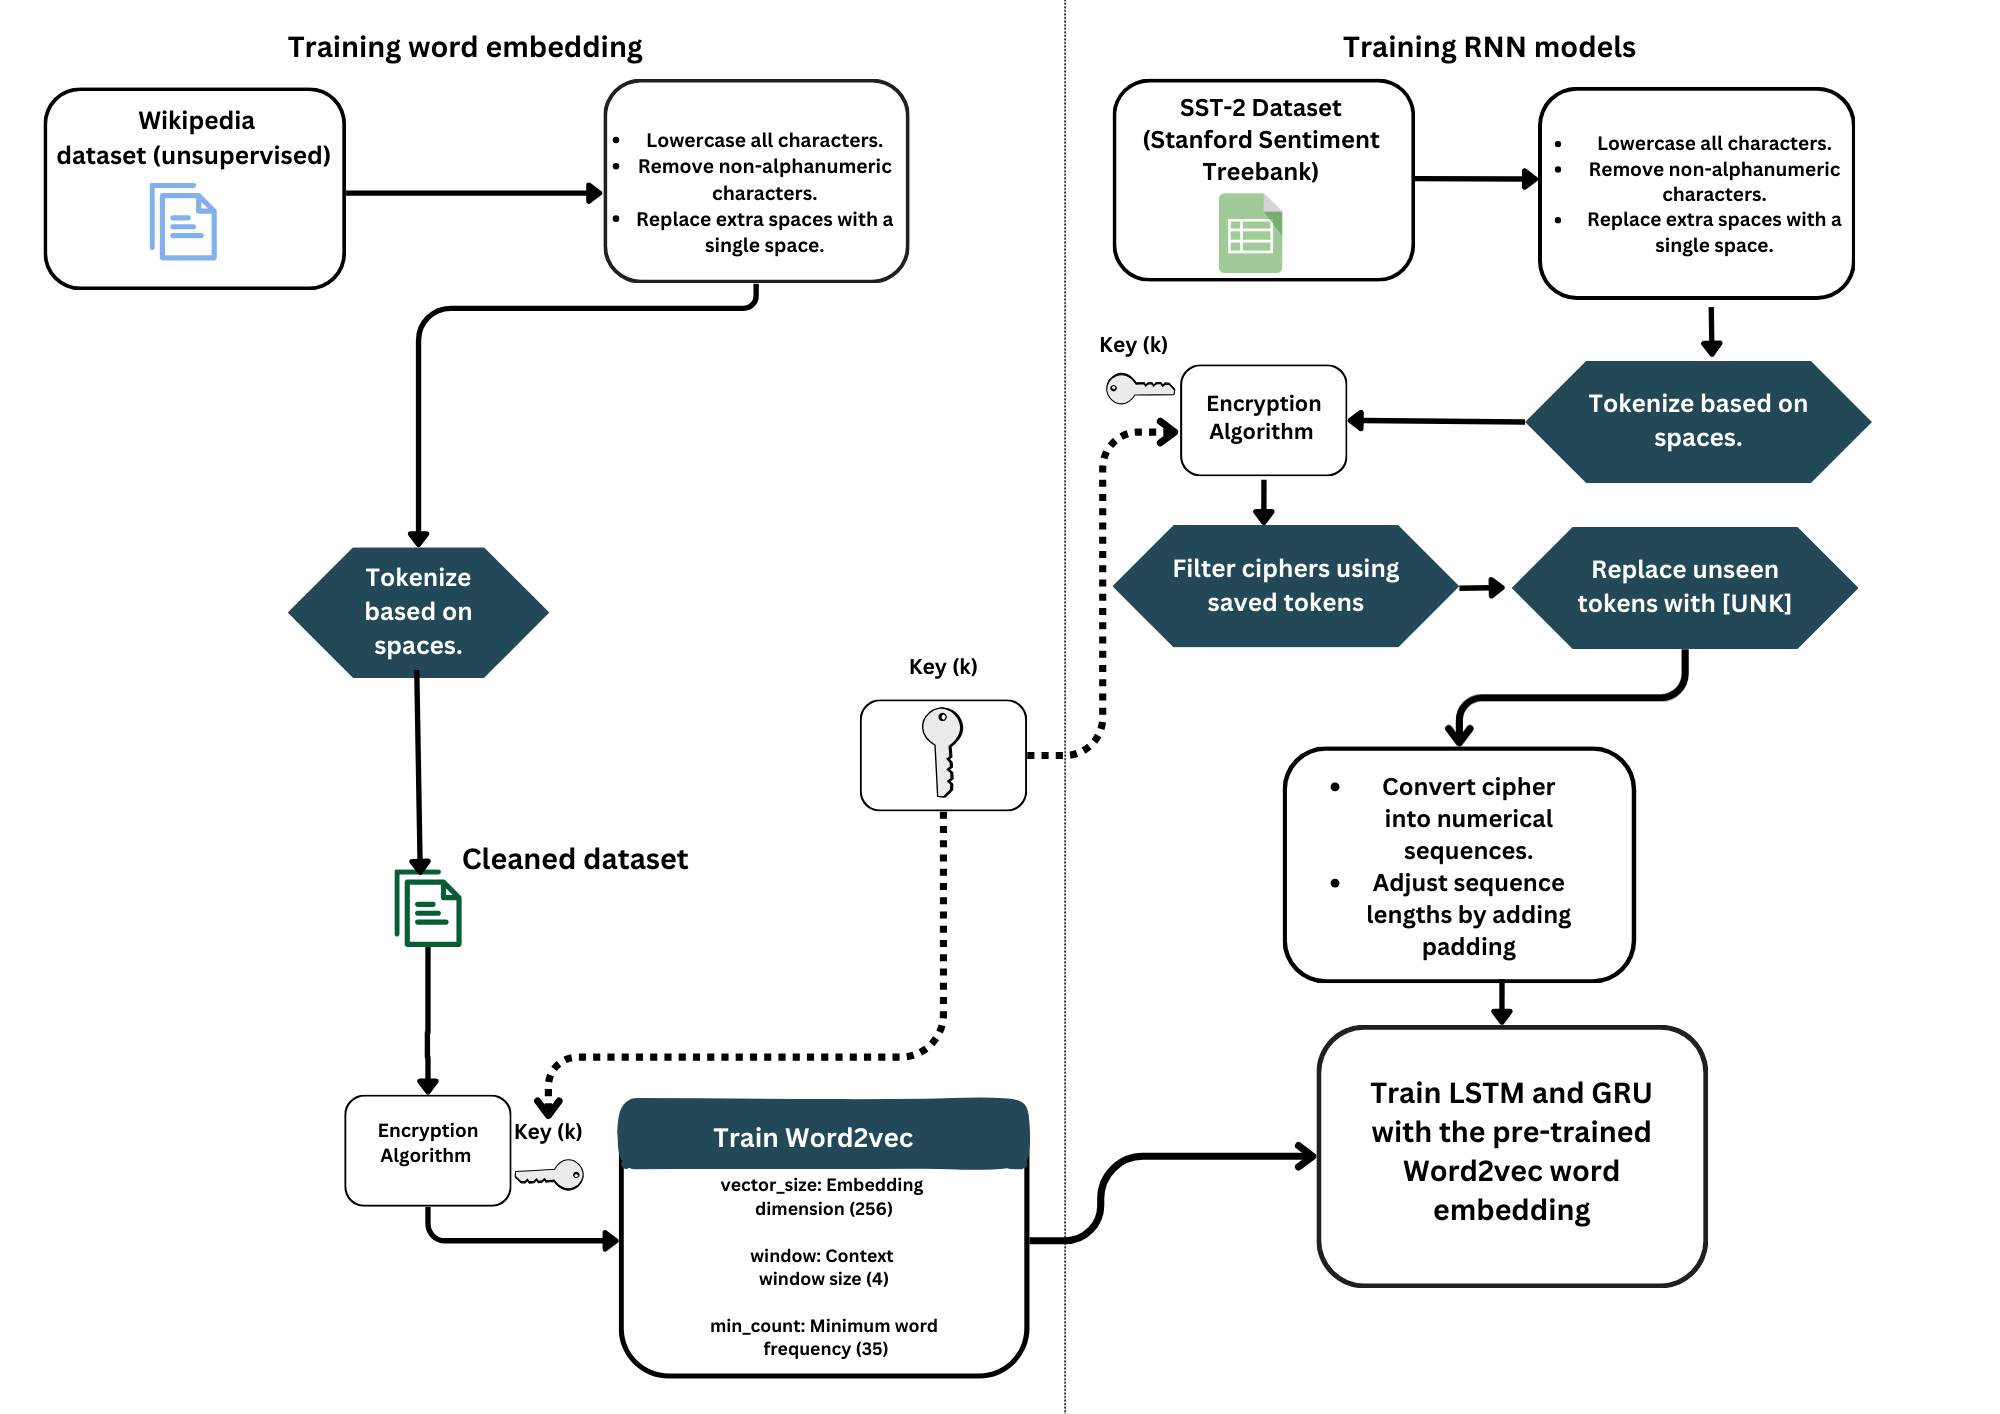 Training word embedding
Wikipedia
dataset (unsupervised)
Lowercase all characters.
Remove non-alphanumeric
characters.
Replace extra spaces with a
single space.
Tokenize
based on
spaces.
Cleaned dataset
Key (k)
Encryption
Algorithm
Key (k)
Train Word2vec
vector_size: Embedding
dimension (256)
window: Context
window size (4)
min_count: Minimum word
frequency (35)
Training RNN models
SST-2 Dataset
(Stanford Sentiment
Treebank)
Lowercase all characters.
Remove non-alphanumeric
characters.
Replace extra spaces with a
single space.
Tokenize based on
spaces.
Key (k)
Encryption
Algorithm
Filter ciphers using
saved tokens
Replace unseen
tokens with [UNK]
Convert cipher
into numerical
sequences.
Adjust sequence
lengths by adding
padding
Train LSTM and GRU
with the pre-trained
Word2vec word
embedding